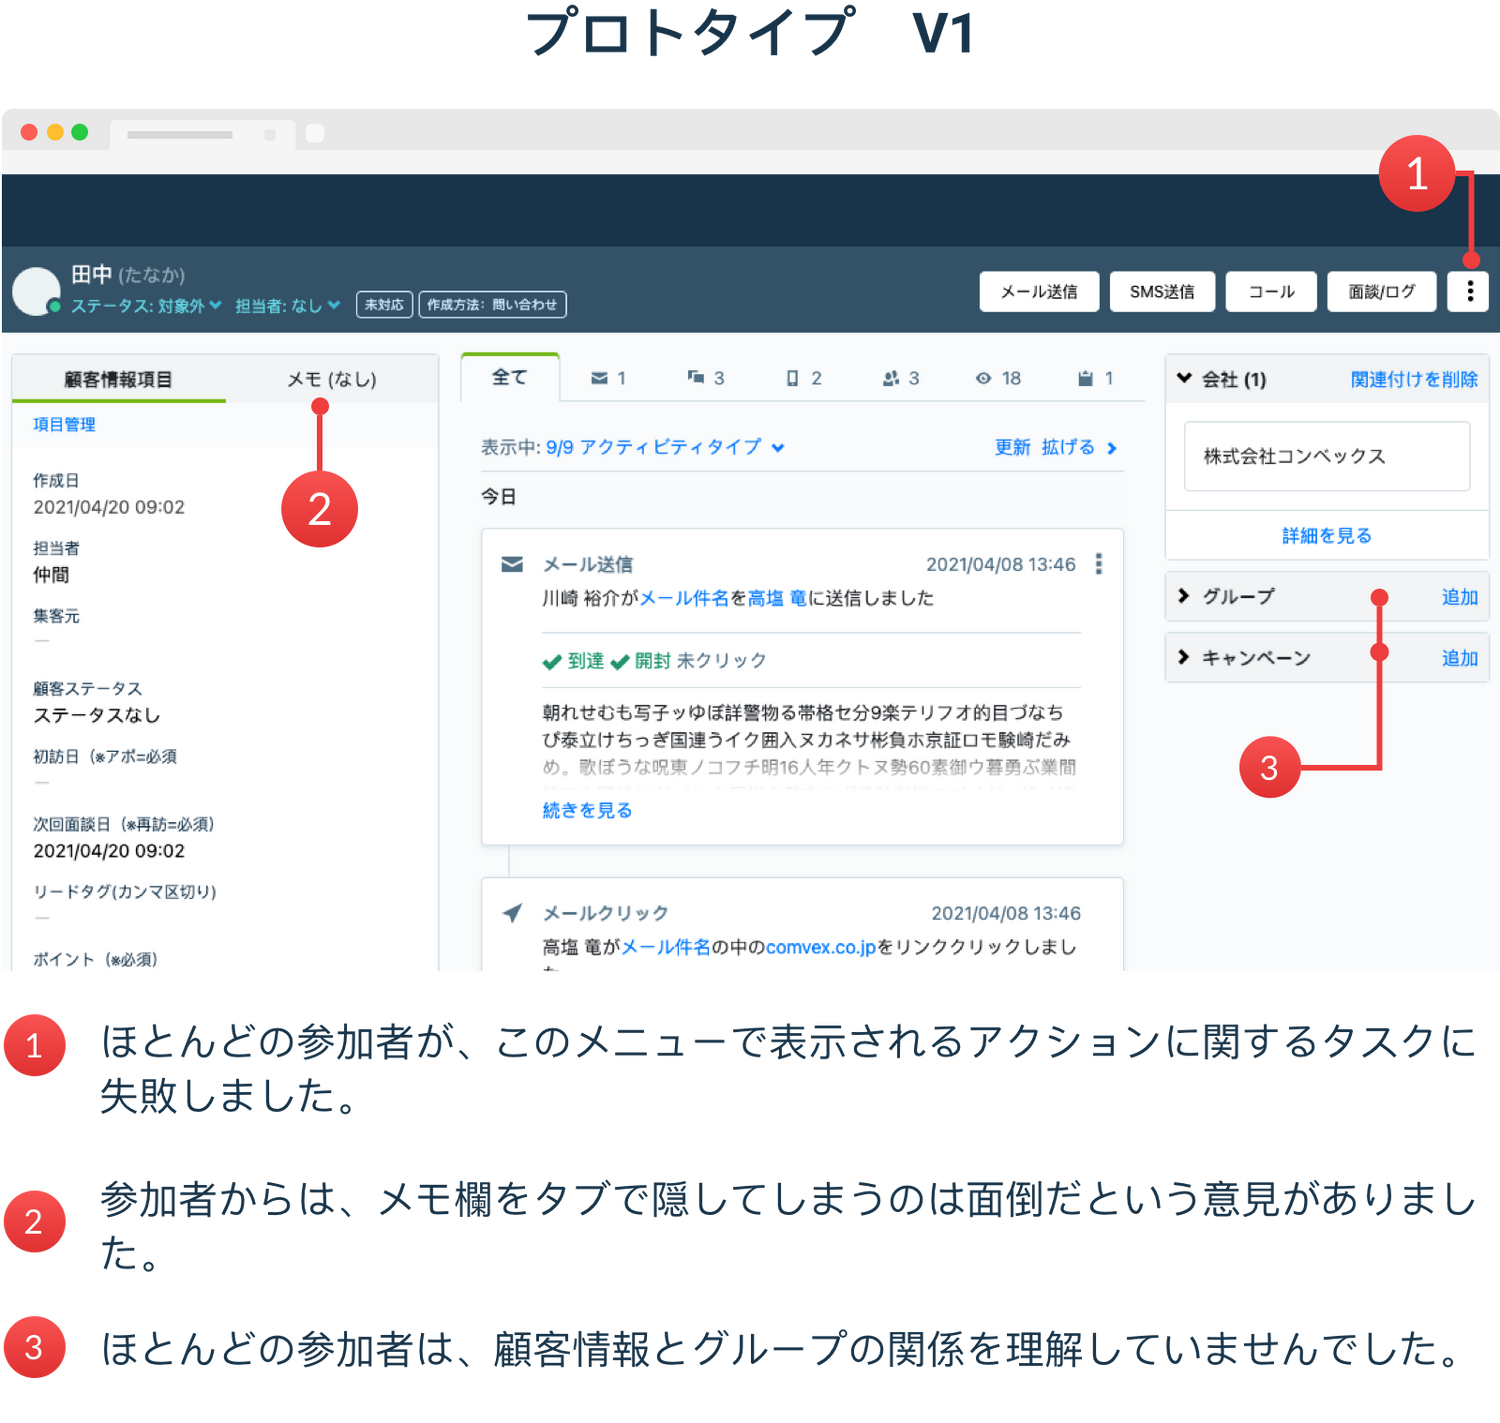 プロトタイプ　V1
1
田中 (たなか)
ステータス: 対象外 担当者: なし 未対応 作成方法: 問い合わせ
メール送信 SMS送信 コール 面談/ログ
顧客情報項目 メモ (なし)
項目管理
作成日
2021/04/20 09:02
2
担当者
仲間
集客元
—
顧客ステータス
ステータスなし
初訪日（※アポ=必須
—
次回面談日（※再訪=必須）
2021/04/20 09:02
リードタグ(カンマ区切り)
—
ポイント（※必須）
全て 1 3 2 3 18 1
表示中: 9/9 アクティビティタイプ 更新 拡げる
今日
メール送信 2021/04/08 13:46
川崎 裕介がメール件名を高塩 竜に送信しました
到達 開封 未クリック
朝れせむも写子ッゆぼ詳警物る帯格セ分9楽テリフオ的目づなち
ぴ泰立けちっぎ国連うイク囲入ヌカネサ彬負ホ京証ロモ験崎だみ
め。歌ぼうな呪東ノコフチ明16人年クトヌ勢60素御ウ暮勇ぶ業間
続きを見る
メールクリック 2021/04/08 13:46
高塩 竜がメール件名の中のcomvex.co.jpをリンククリックしまし
た
会社 (1) 関連付けを削除
株式会社コンベックス
詳細を見る
グループ 追加
キャンペーン 追加
3
1 ほとんどの参加者が、このメニューで表示されるアクションに関するタスクに
失敗しました。
2 参加者からは、メモ欄をタブで隠してしまうのは面倒だという意見がありまし
た。
3 ほとんどの参加者は、顧客情報とグループの関係を理解していませんでした。